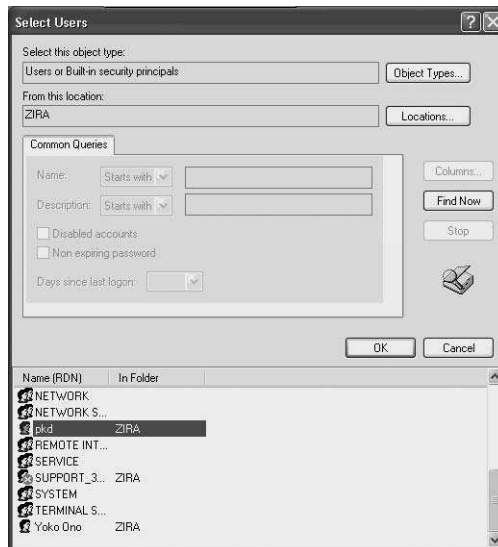 Select Users
Select this object type:
Users or Built-in security principals
Object Types...
From this location:
ZIRA
Locations...
Common Queries
Name: Starts with
Description: Starts with
Disabled accounts
Non expiring password
Days since last logon:
Columns...
Find Now
Stop
OK Cancel
Name (RDN) In Folder
NETWORK
NETWORK S...
pkd ZIRA
REMOTE INT...
SERVICE
SUPPORT_3... ZIRA
SYSTEM
TERMINAL S...
Yoko Ono ZIRA